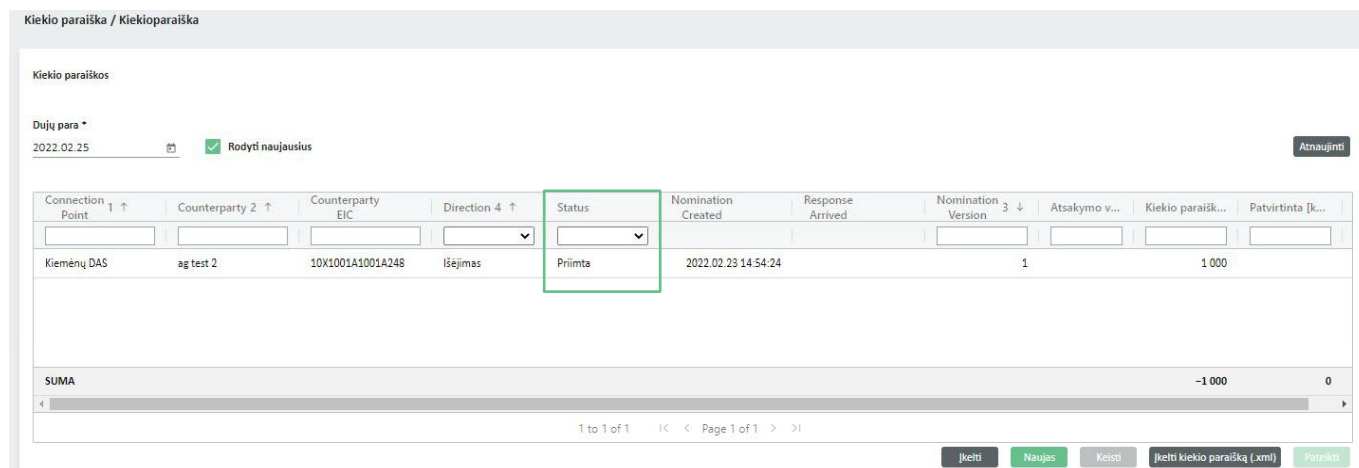 Kiekio paraiška / Kiekioparaiška
Kiekio paraiškos
Dujų para *
2022.02.25 Rodyti naujausius Atnaujinti
Connection Point 1 ↑ Counterparty 2 ↑ Counterparty EIC Direction 4 ↑ Status Nomination Created Response Arrived Nomination Version 3 ↓ Atsakymo v... Kiekio paraišk... Patvirtinta [k...
Kiemėnų DAS ag test 2 10X1001A1001A248 Išėjimas Priimta 2022.02.23 14:54:24 1 1 000
SUMA −1 000 0
1 to 1 of 1 Page 1 of 1
Įkelti Naujas Keisti Įkelti kiekio paraišką (.xml) Pateikti